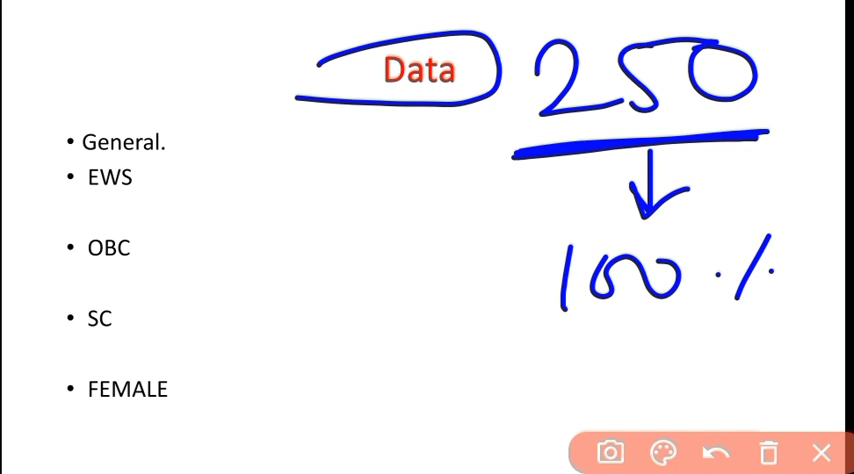 Data 250
• General.
• EWS
100 %
• OBC
• SC
• FEMALE